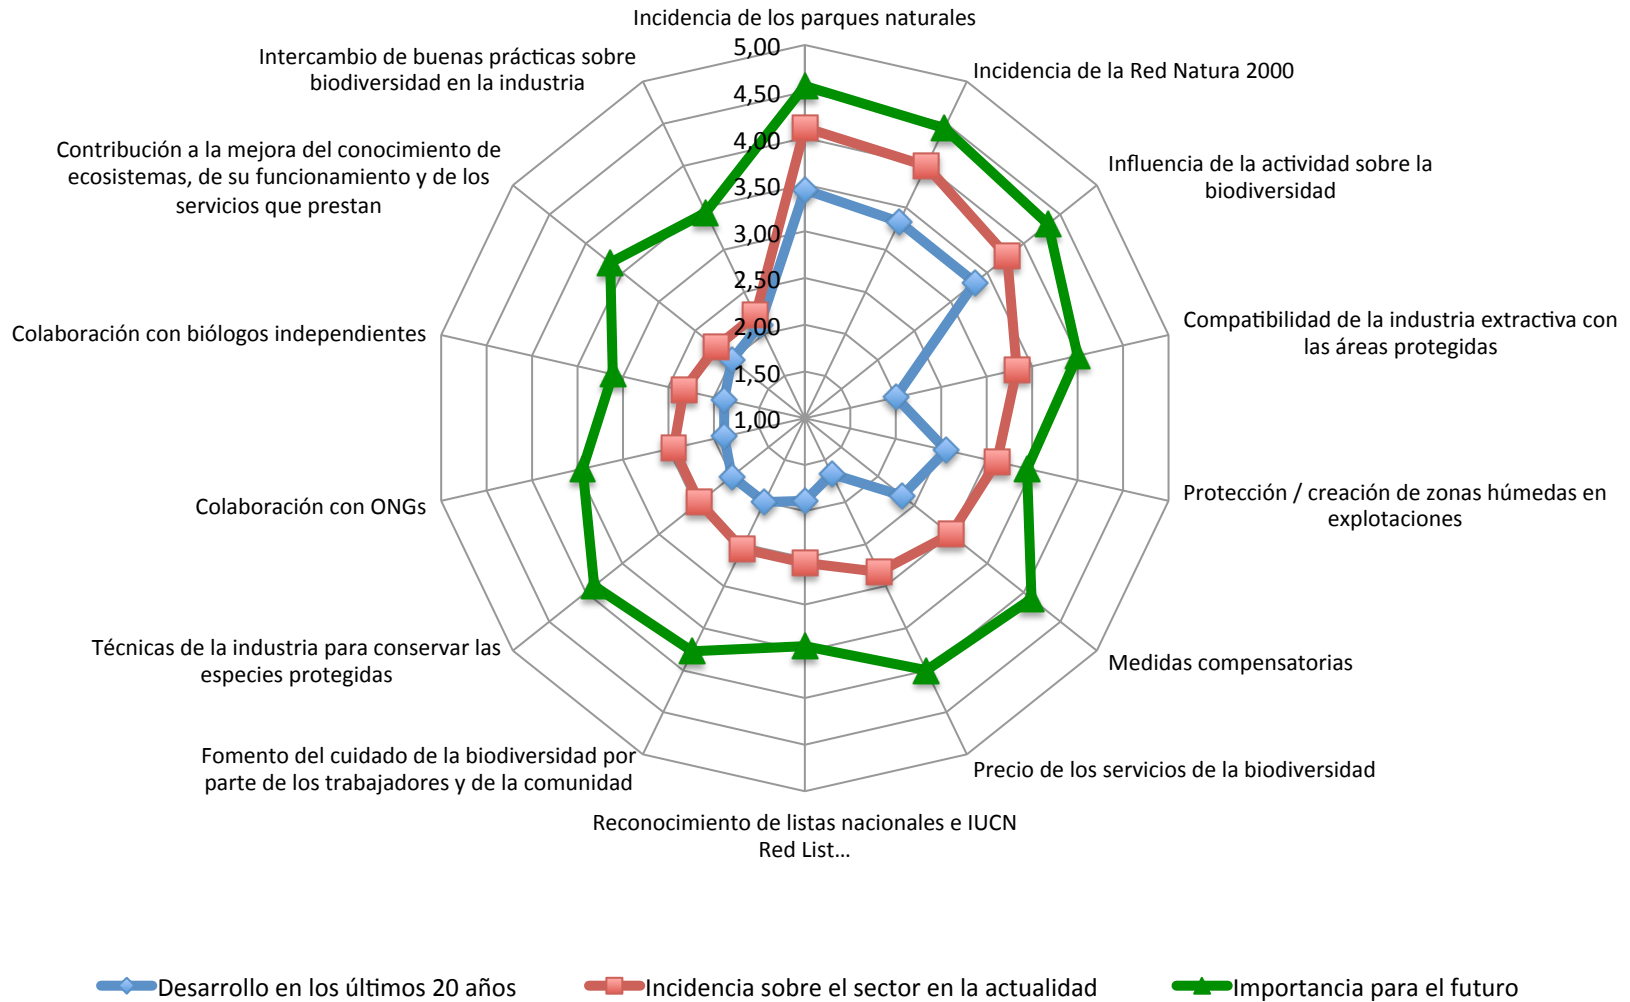 Incidencia de los parques naturales
Incidencia de la Red Natura 2000
Influencia de la actividad sobre la
biodiversidad
Compatibilidad de la industria extractiva con
las áreas protegidas
Protección / creación de zonas húmedas en
explotaciones
Medidas compensatorias
Precio de los servicios de la biodiversidad
Reconocimiento de listas nacionales e IUCN
Red List...
Fomento del cuidado de la biodiversidad por
parte de los trabajadores y de la comunidad
Técnicas de la industria para conservar las
especies protegidas
Colaboración con ONGs
Colaboración con biólogos independientes
Contribución a la mejora del conocimiento de
ecosistemas, de su funcionamiento y de los
servicios que prestan
Intercambio de buenas prácticas sobre
biodiversidad en la industria
5,00
4,50
4,00
3,50
3,00
2,50
2,00
1,50
1,00
Desarrollo en los últimos 20 años
Incidencia sobre el sector en la actualidad
Importancia para el futuro